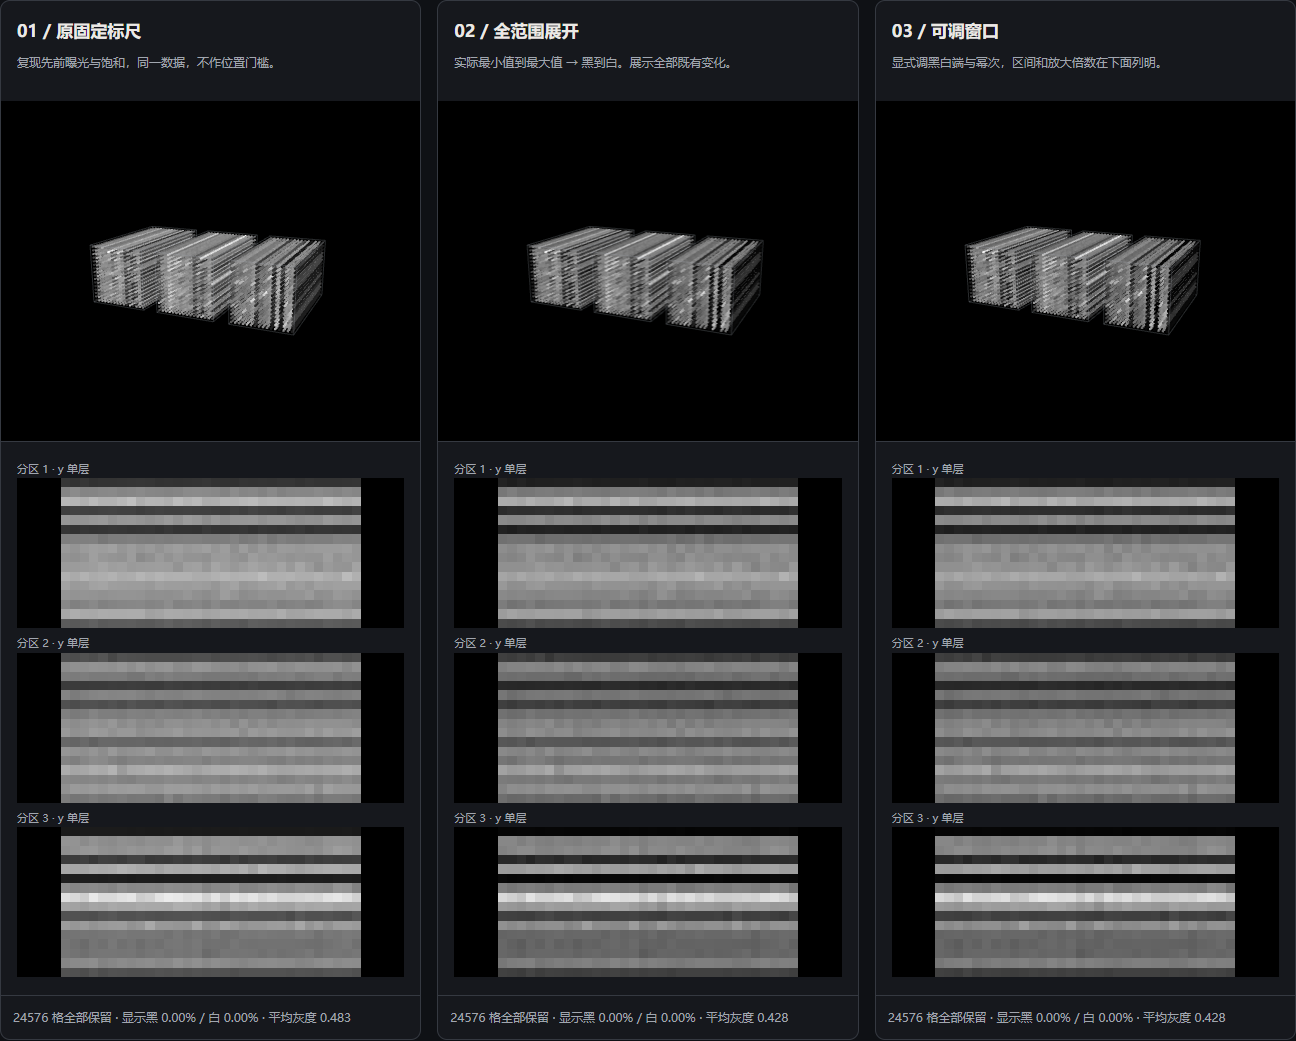 01 / 原固定标尺
复现先前曝光与饱和，同一数据，不作位置门槛。
分区 1 · y 单层
分区 2 · y 单层
分区 3 · y 单层
24576 格全部保留 · 显示黑 0.00% / 白 0.00% · 平均灰度 0.483
02 / 全范围展开
实际最小值到最大值 → 黑到白。展示全部既有变化。
分区 1 · y 单层
分区 2 · y 单层
分区 3 · y 单层
24576 格全部保留 · 显示黑 0.00% / 白 0.00% · 平均灰度 0.428
03 / 可调窗口
显式调黑白端与幂次，区间和放大倍数在下面列明。
分区 1 · y 单层
分区 2 · y 单层
分区 3 · y 单层
24576 格全部保留 · 显示黑 0.00% / 白 0.00% · 平均灰度 0.428